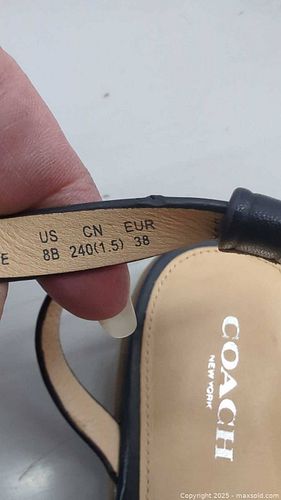 US CN EUR
E 8B 240(1.5) 38
COACH
NEW YORK
Copyright 2025 - maxsold.com